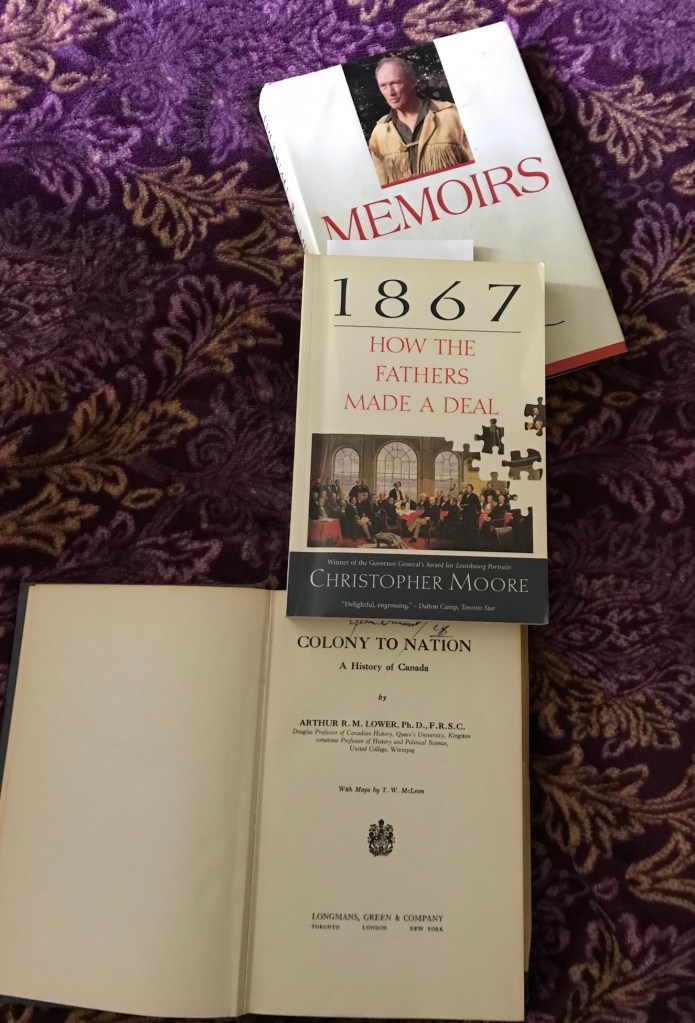 MEMOIRS
1867
HOW THE
FATHERS
MADE A DEAL
Winner of the Governor General's Award for Louisbourg Portraits
CHRISTOPHER MOORE
"Delightful, engrossing." – Dalton Camp, Toronto Star
COLONY TO NATION
A History of Canada
by
ARTHUR R. M. LOWER, Ph.D., F.R.S.C.
Douglas Professor of Canadian History, Queen's University, Kingston
sometime Professor of History and Political Science,
United College, Winnipeg
With Maps by T. W. McLean
LONGMANS, GREEN & COMPANY
TORONTO LONDON NEW YORK